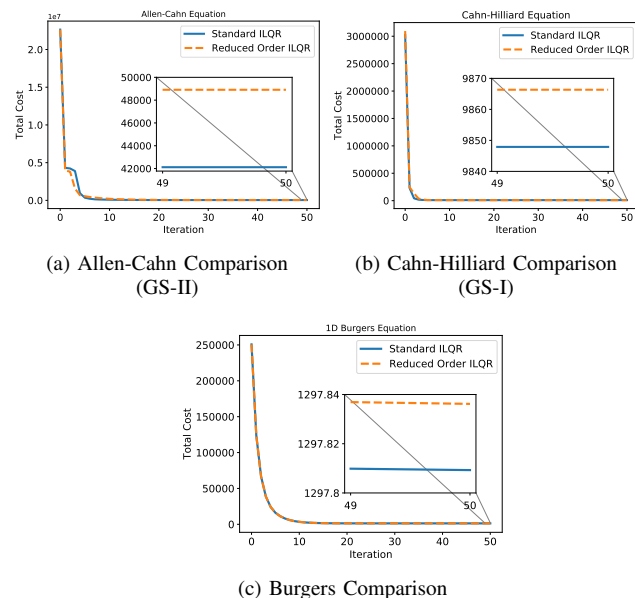 Allen-Cahn Equation
1e7
Standard ILQR
Reduced Order ILQR
Total Cost
2.0
1.5
1.0
0.5
0.0
50000
48000
46000
44000
42000
49
50
0
10
20
30
40
50
Iteration
(a) Allen-Cahn Comparison
(GS-II)
Cahn-Hilliard Equation
Standard ILQR
Reduced Order ILQR
Total Cost
3000000
2500000
2000000
1500000
1000000
500000
0
9870
9860
9850
9840
49
50
0
10
20
30
40
50
Iteration
(b) Cahn-Hilliard Comparison
(GS-I)
1D Burgers Equation
Standard ILQR
Reduced Order ILQR
Total Cost
250000
200000
150000
100000
50000
0
1297.84
1297.82
1297.8
49
50
0
10
20
30
40
50
Iteration
(c) Burgers Comparison